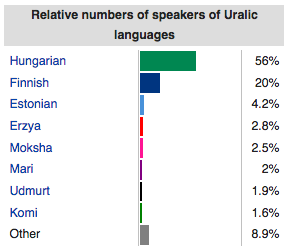 Relative numbers of speakers of Uralic
languages
Hungarian 56%
Finnish 20%
Estonian 4.2%
Erzya 2.8%
Moksha 2.5%
Mari 2%
Udmurt 1.9%
Komi 1.6%
Other 8.9%